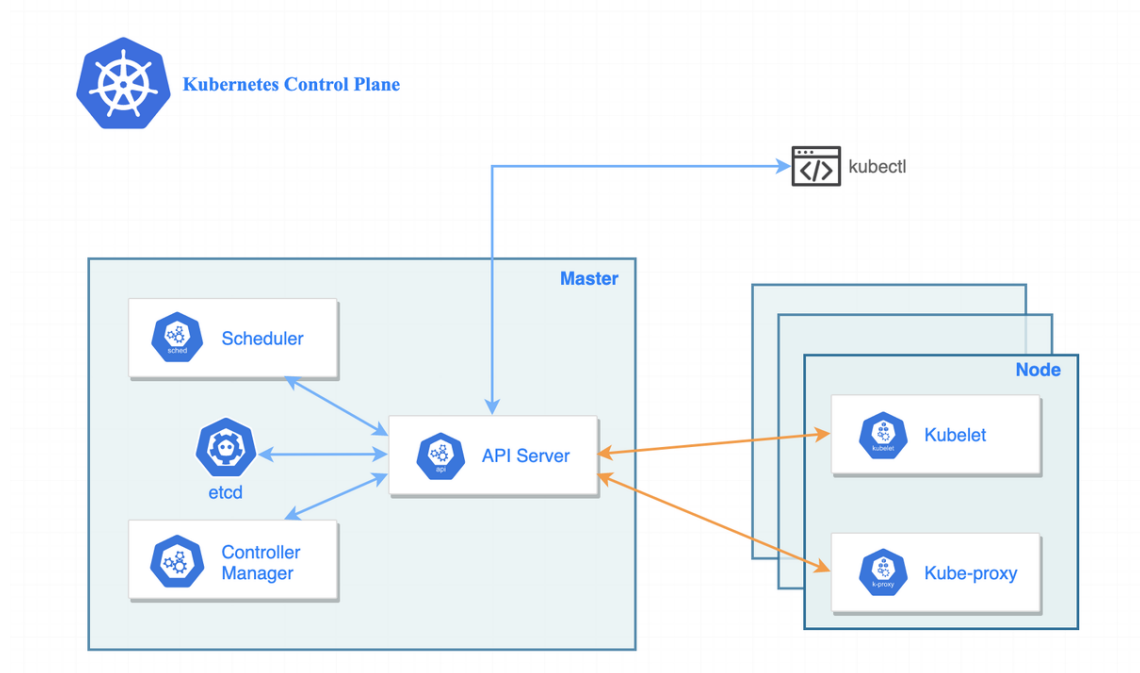 Kubernetes Control Plane
</>
kubectl
Master
sched
Scheduler
etcd
Controller
Manager
api
API Server
Node
kubelet
Kubelet
k-proxy
Kube-proxy